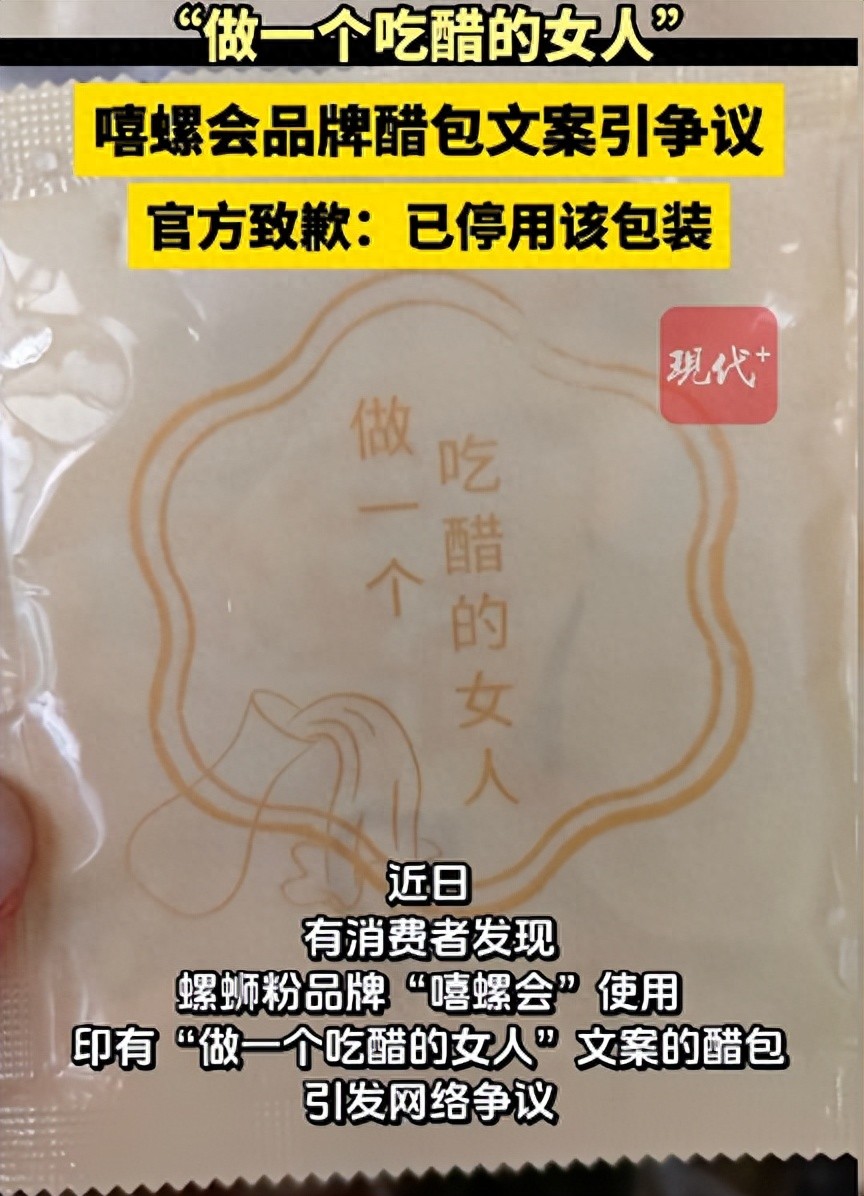 “做一个吃醋的女人”
嘻螺会品牌醋包文案引争议
官方致歉：已停用该包装
現代+
做一个
吃醋的女人
近日
有消费者发现
螺蛳粉品牌“嘻螺会”使用
印有“做一个吃醋的女人”文案的醋包
引发网络争议